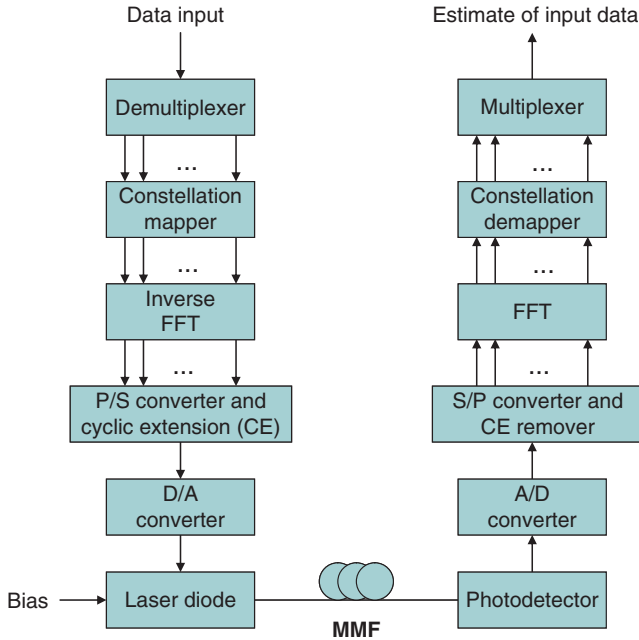 Data input
Demultiplexer
...
Constellation
mapper
...
Inverse
FFT
...
P/S converter and
cyclic extension (CE)
D/A
converter
Bias
Laser diode
MMF
Estimate of input data
Multiplexer
...
Constellation
demapper
...
FFT
...
S/P converter and
CE remover
A/D
converter
Photodetector